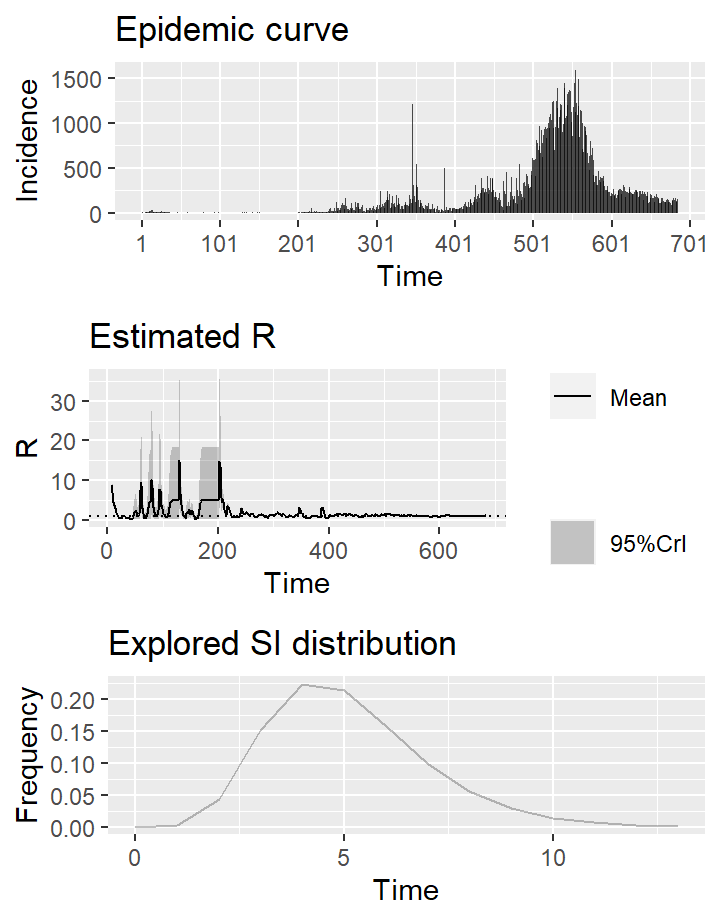 Epidemic curve
Incidence
1500
1000
500
0
1 101 201 301 401 501 601 701
Time
Estimated R
R
30
20
10
0
0 200 400 600
Time
Mean
95%CrI
Explored SI distribution
Frequency
0.20
0.15
0.10
0.05
0.00
0 5 10
Time